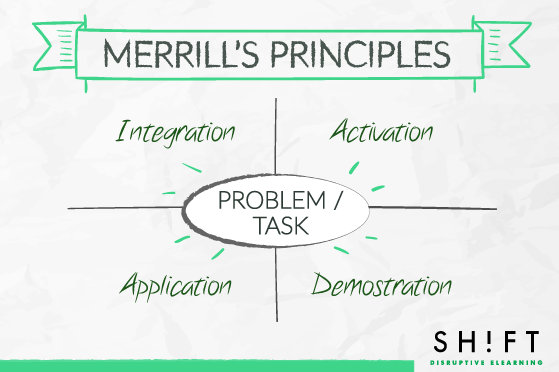 MERRILL'S PRINCIPLES
Integration
Activation
PROBLEM /
TASK
Application
Demostration
SH!FT
DISRUPTIVE ELEARNING